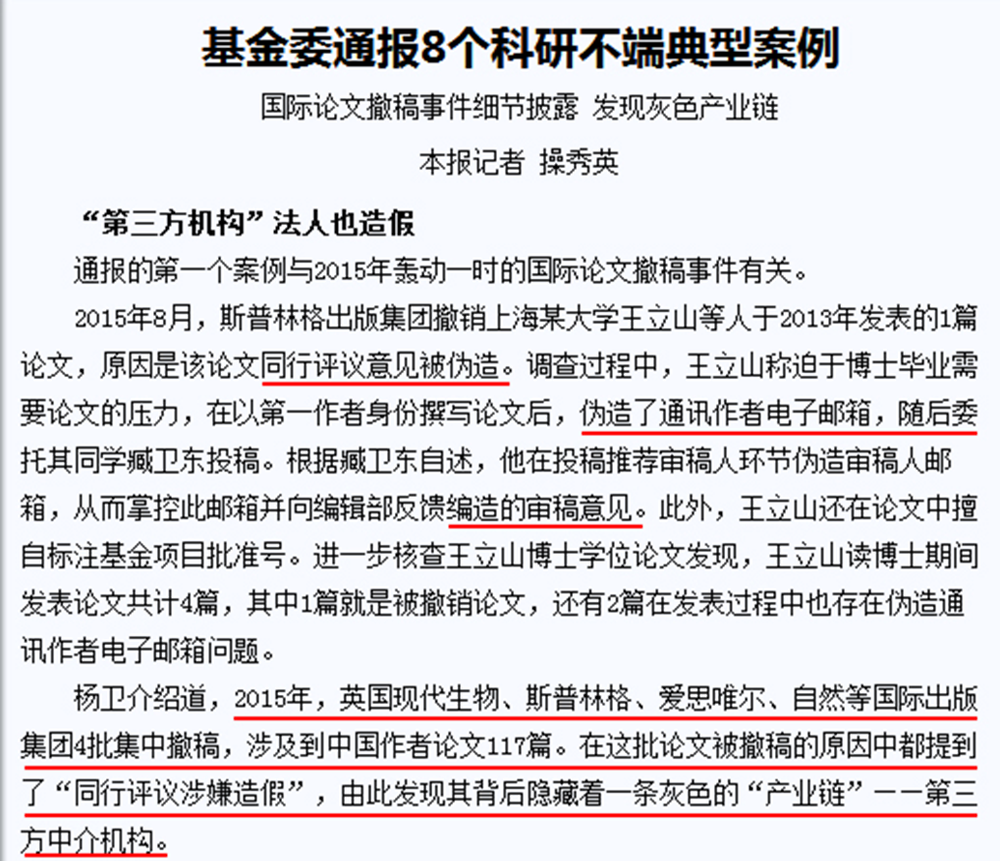 基金委通报8个科研不端典型案例
国际论文撤稿事件细节披露 发现灰色产业链
本报记者 操秀英
“第三方机构”法人也造假
通报的第一个案例与2015年轰动一时的国际论文撤稿事件有关。
2015年8月，斯普林格出版集团撤销上海某大学王立山等人于2013年发表的1篇
论文，原因是该论文同行评议意见被伪造。调查过程中，王立山称迫于博士毕业需
要论文的压力，在以第一作者身份撰写论文后，伪造了通讯作者电子邮箱，随后委
托其同学臧卫东投稿。根据臧卫东自述，他在投稿推荐审稿人环节伪造审稿人邮
箱，从而掌控此邮箱并向编辑部反馈编造的审稿意见。此外，王立山还在论文中擅
自标注基金项目批准号。进一步核查王立山博士学位论文发现，王立山读博士期间
发表论文共计4篇，其中1篇就是被撤销论文，还有2篇在发表过程中也存在伪造通
讯作者电子邮箱问题。
杨卫介绍道，2015年，英国现代生物、斯普林格、爱思唯尔、自然等国际出版
集团4批集中撤稿，涉及到中国作者论文117篇。在这批论文被撤稿的原因中都提到
了“同行评议涉嫌造假”，由此发现其背后隐藏着一条灰色的“产业链”——第三
方中介机构。